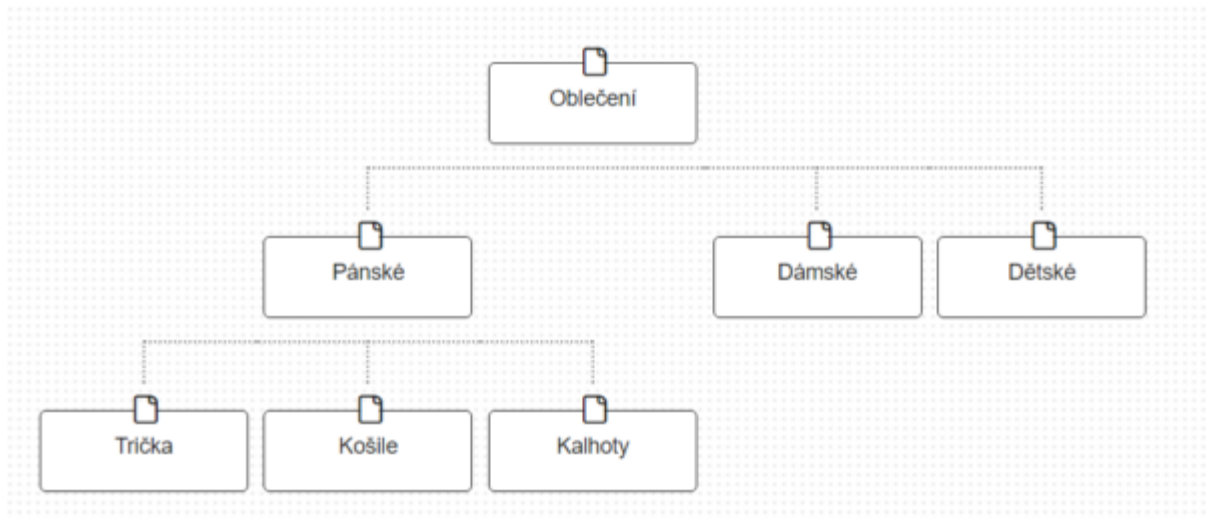 Oblečení
Pánské
Dámské
Dětské
Trička
Košile
Kalhoty